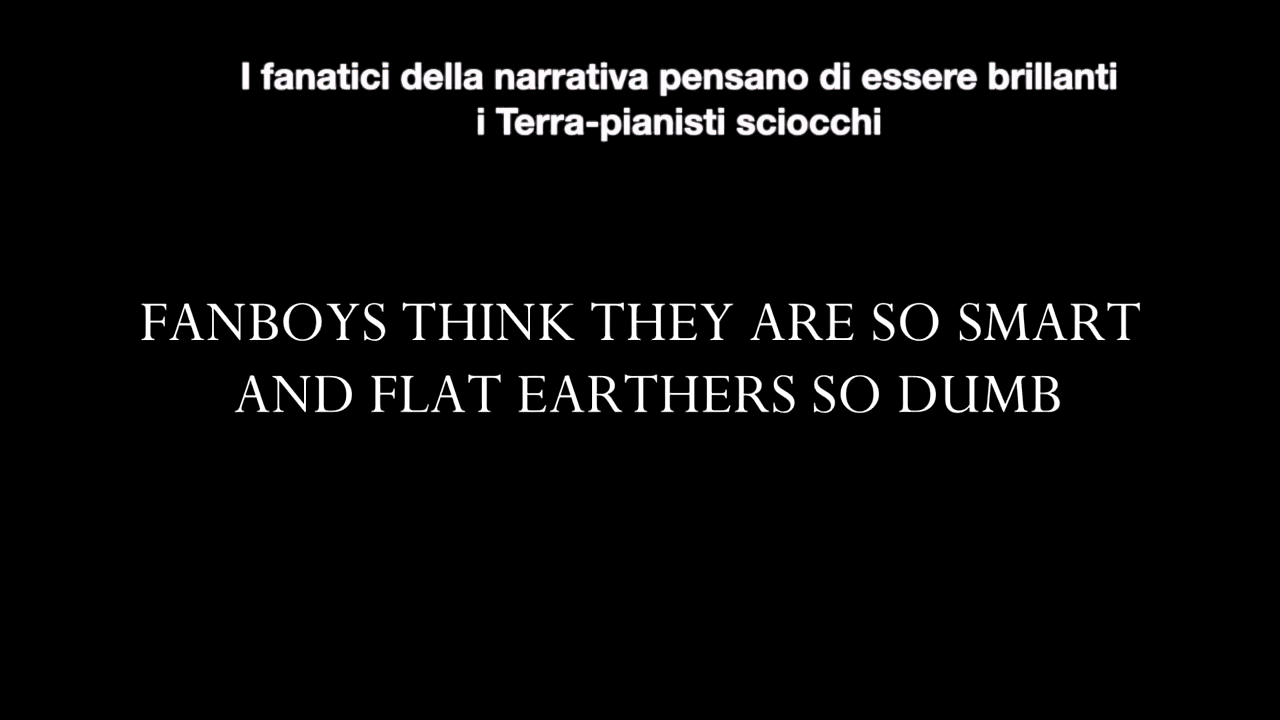 I fanatici della narrativa pensano di essere brillanti
i Terra-pianisti sciocchi
FANBOYS THINK THEY ARE SO SMART
AND FLAT EARTHERS SO DUMB